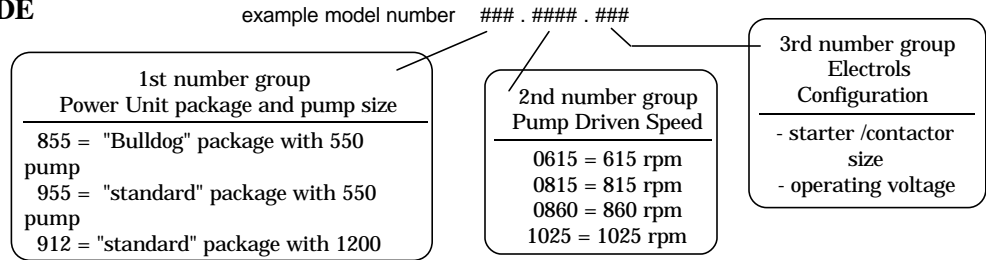 DE
example model number ### . #### . ###
1st number group
Power Unit package and pump size
855 = "Bulldog" package with 550
pump
955 = "standard" package with 550
pump
912 = "standard" package with 1200
2nd number group
Pump Driven Speed
0615 = 615 rpm
0815 = 815 rpm
0860 = 860 rpm
1025 = 1025 rpm
3rd number group
Electrols
Configuration
- starter /contactor
size
- operating voltage